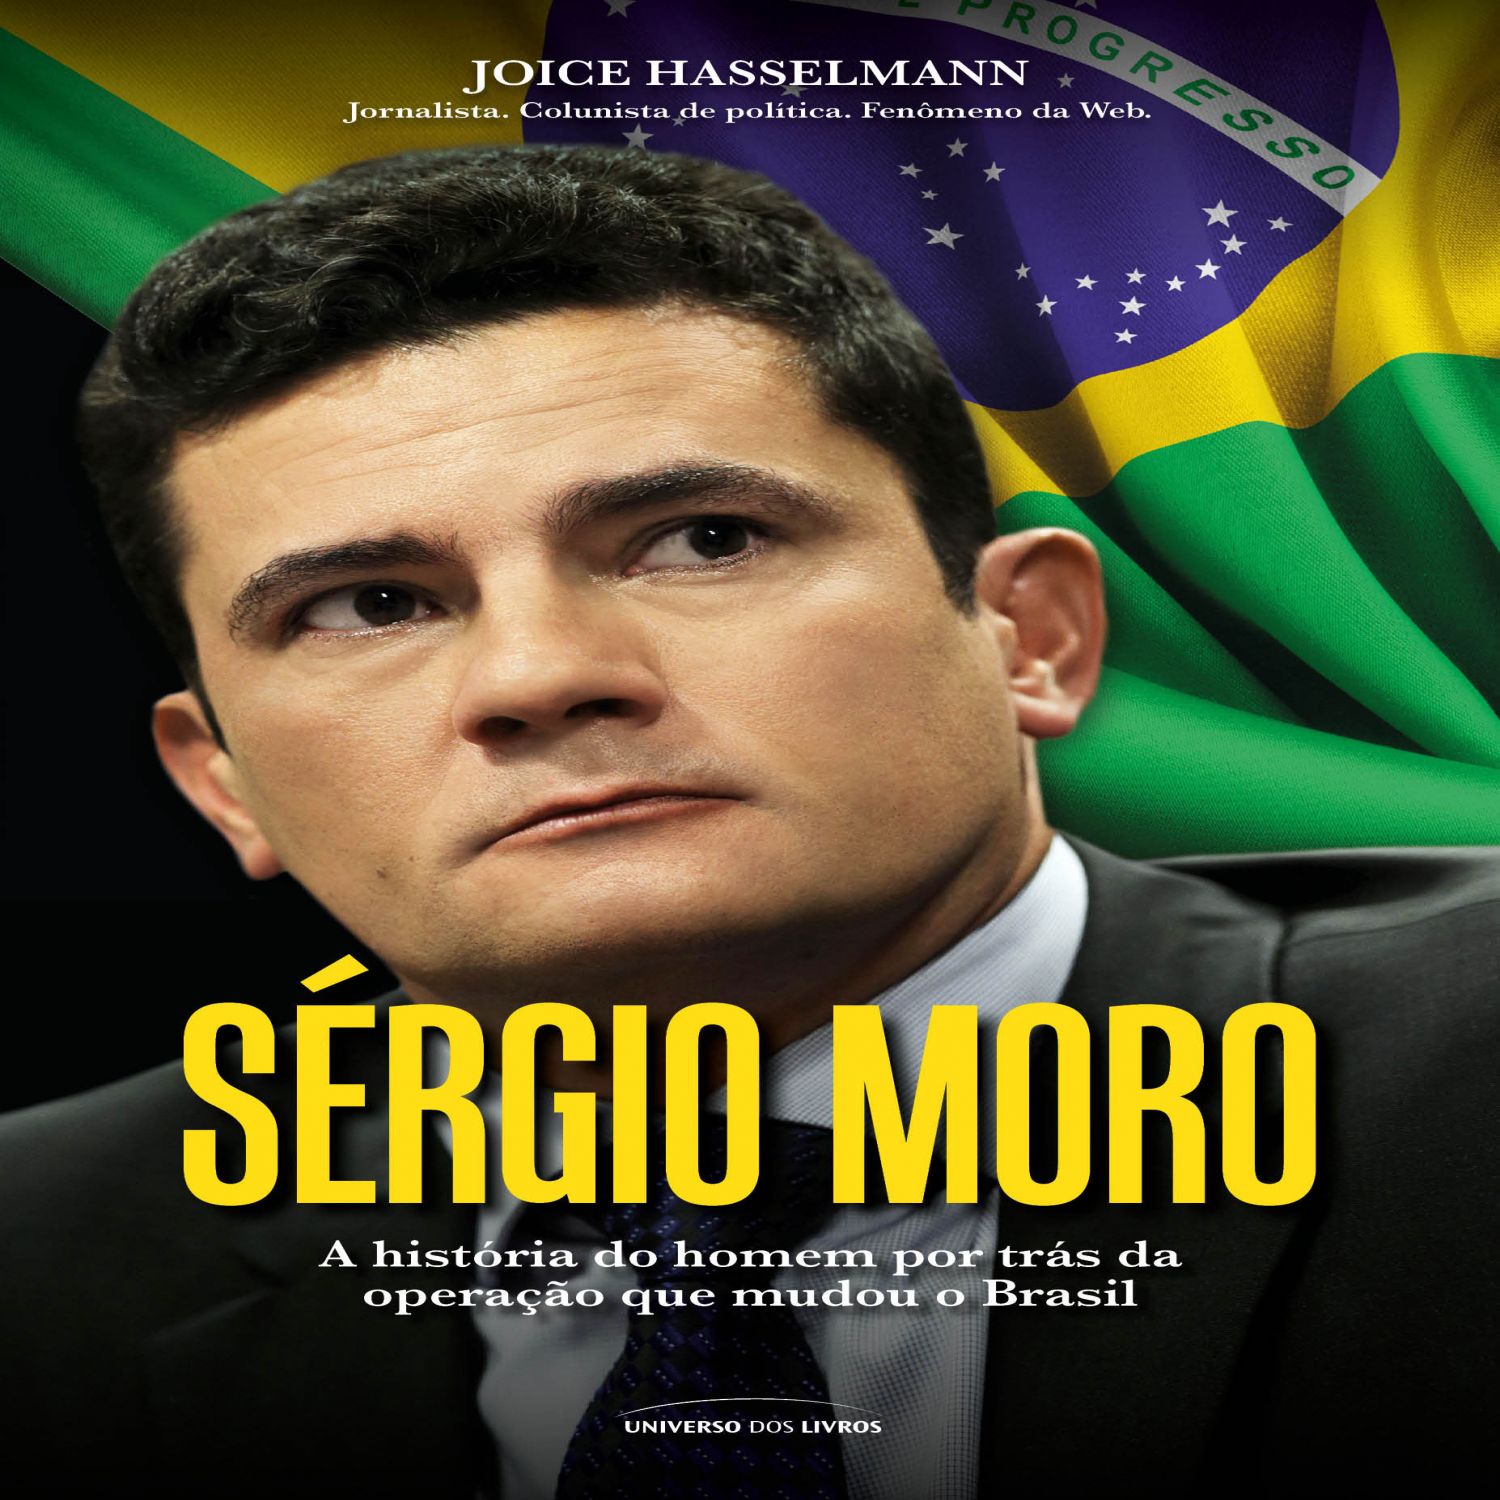 E PROGRESSO
JOICE HASSELMANN
Jornalista. Colunista de política. Fenômeno da Web.
SÉRGIO MORO
A história do homem por trás da
operação que mudou o Brasil
UNIVERSO DOS LIVROS